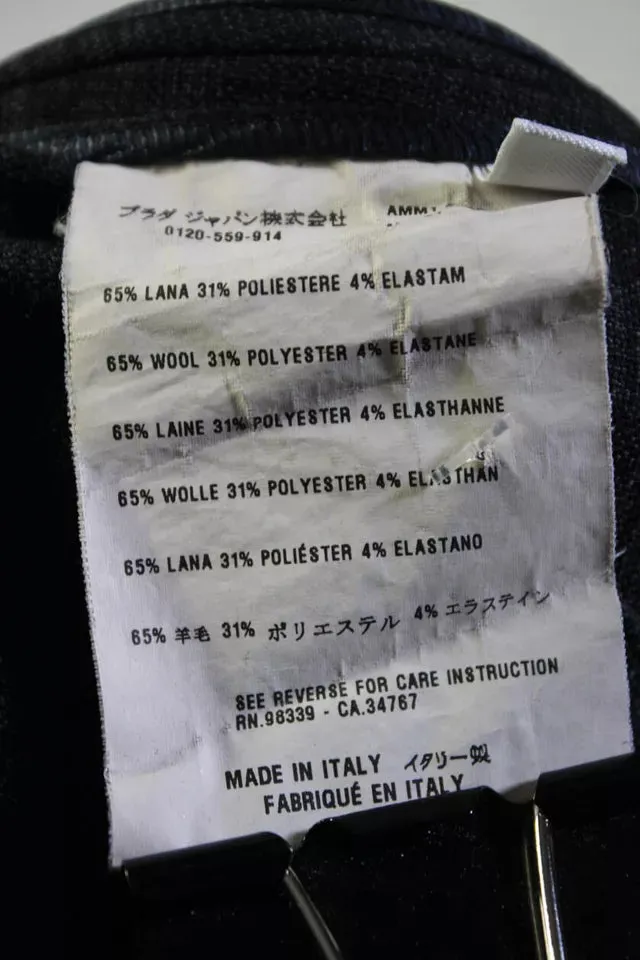 プラダ ジャパン株式会社
0120-559-914
65% LANA 31% POLIESTERE 4% ELASTAM
65% WOOL 31% POLYESTER 4% ELASTANE
65% LAINE 31% POLYESTER 4% ELASTHANNE
65% WOLLE 31% POLYESTER 4% ELASTHAN
65% LANA 31% POLIÉSTER 4% ELASTANO
65% 羊毛 31% ポリエステル 4% エラステイン
SEE REVERSE FOR CARE INSTRUCTION
RN.98339 - CA.34767
MADE IN ITALY イタリー製
FABRIQUÉ EN ITALY